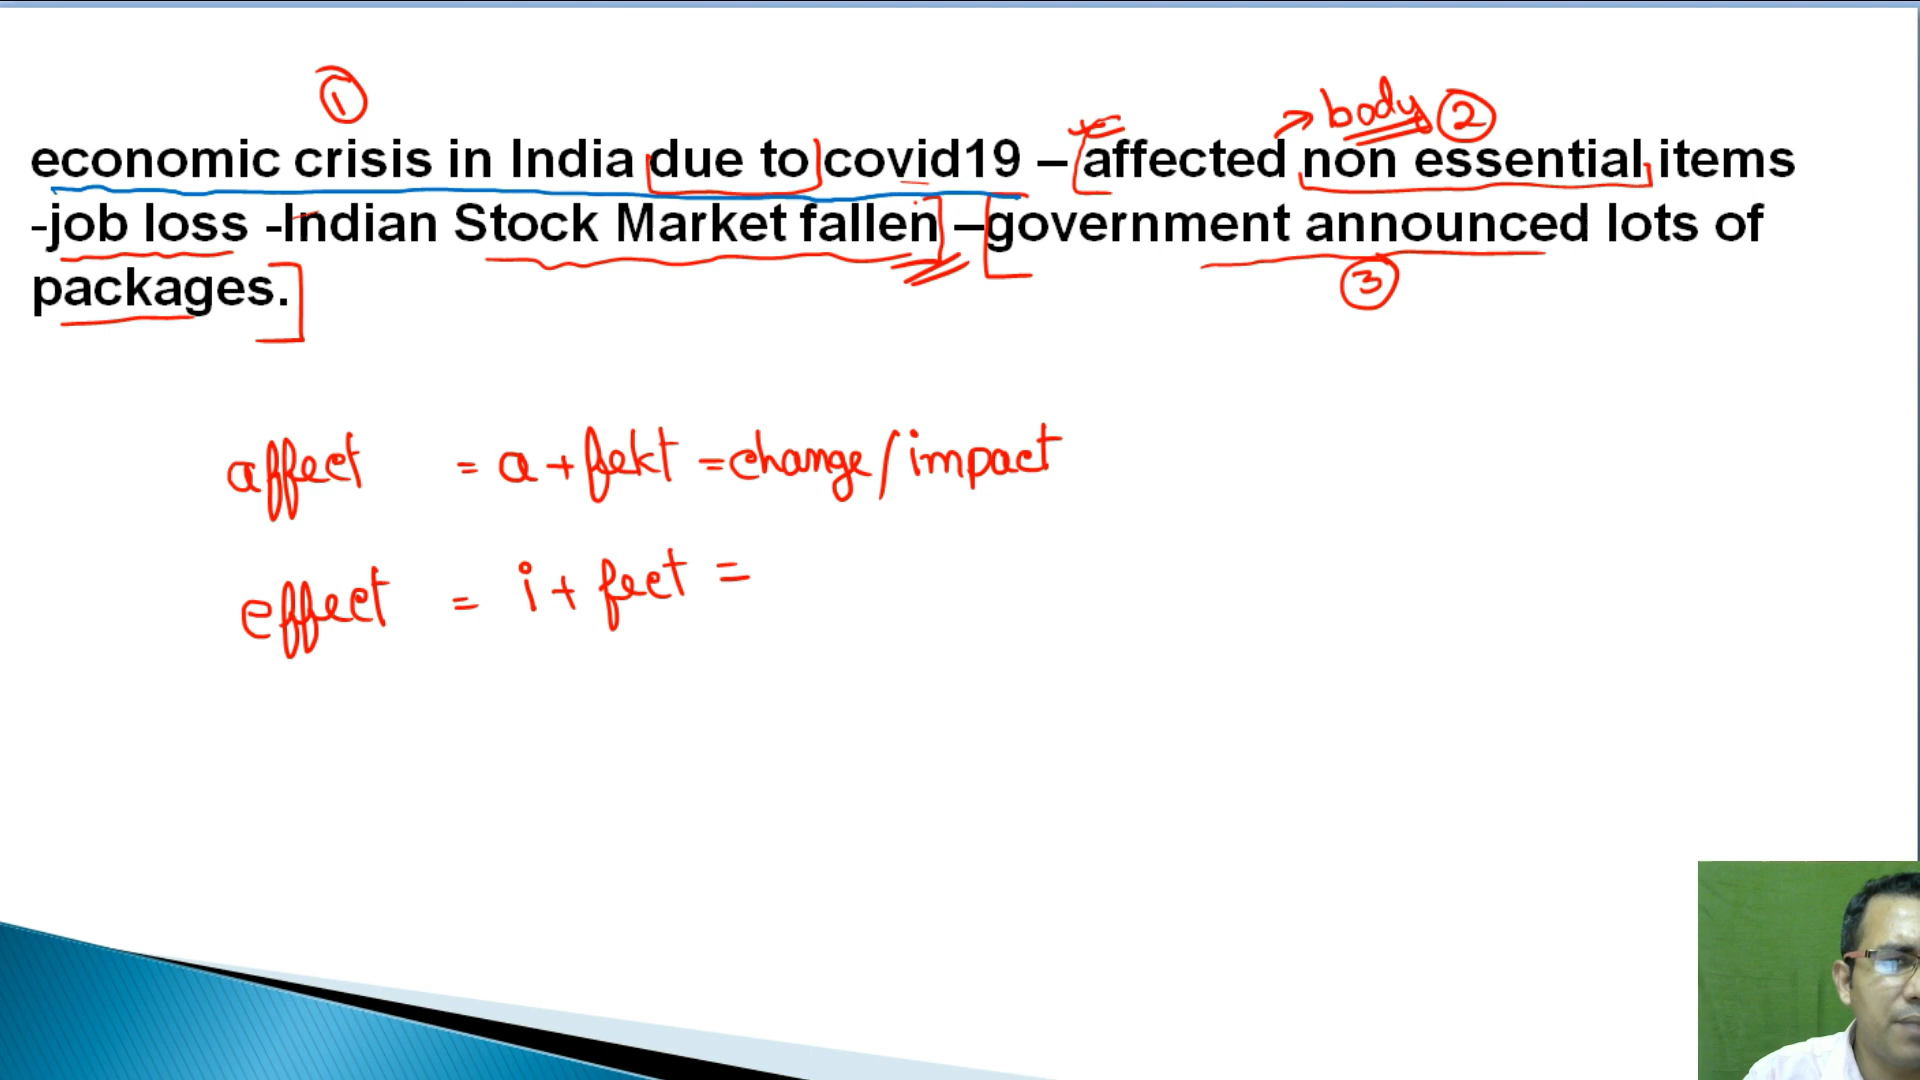 ①
→ body ②
economic crisis in India due to covid19 – affected non essential items
-job loss -Indian Stock Market fallen –government announced lots of
③
packages.
affect = a + fekt = change/impact
effect = i + fect =